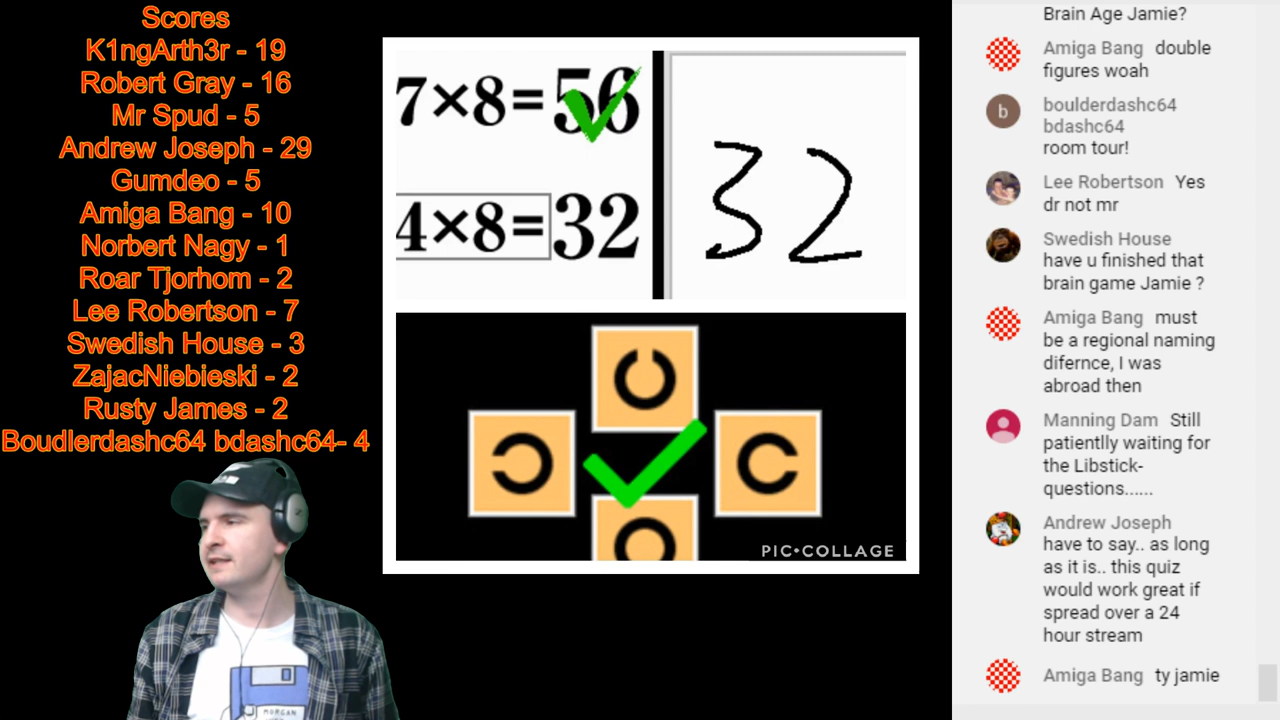 Scores
K1ngArth3r - 19
Robert Gray - 16
Mr Spud - 5
Andrew Joseph - 29
Gumdeo - 5
Amiga Bang - 10
Norbert Nagy - 1
Roar Tjorhom - 2
Lee Robertson - 7
Swedish House - 3
ZajacNiebieski - 2
Rusty James - 2
Boudlerdashc64 bdashc64- 4
7×8=56
4×8=32
32
PIC•COLLAGE
MORGAN
Brain Age Jamie?
Amiga Bang double
figures woah
b
boulderdashc64
bdashc64
room tour!
Lee Robertson Yes
dr not mr
Swedish House
have u finished that
brain game Jamie ?
Amiga Bang must
be a regional naming
difernce, I was
abroad then
Manning Dam Still
patientlly waiting for
the Libstick-
questions......
Andrew Joseph
have to say.. as long
as it is.. this quiz
would work great if
spread over a 24
hour stream
Amiga Bang ty jamie